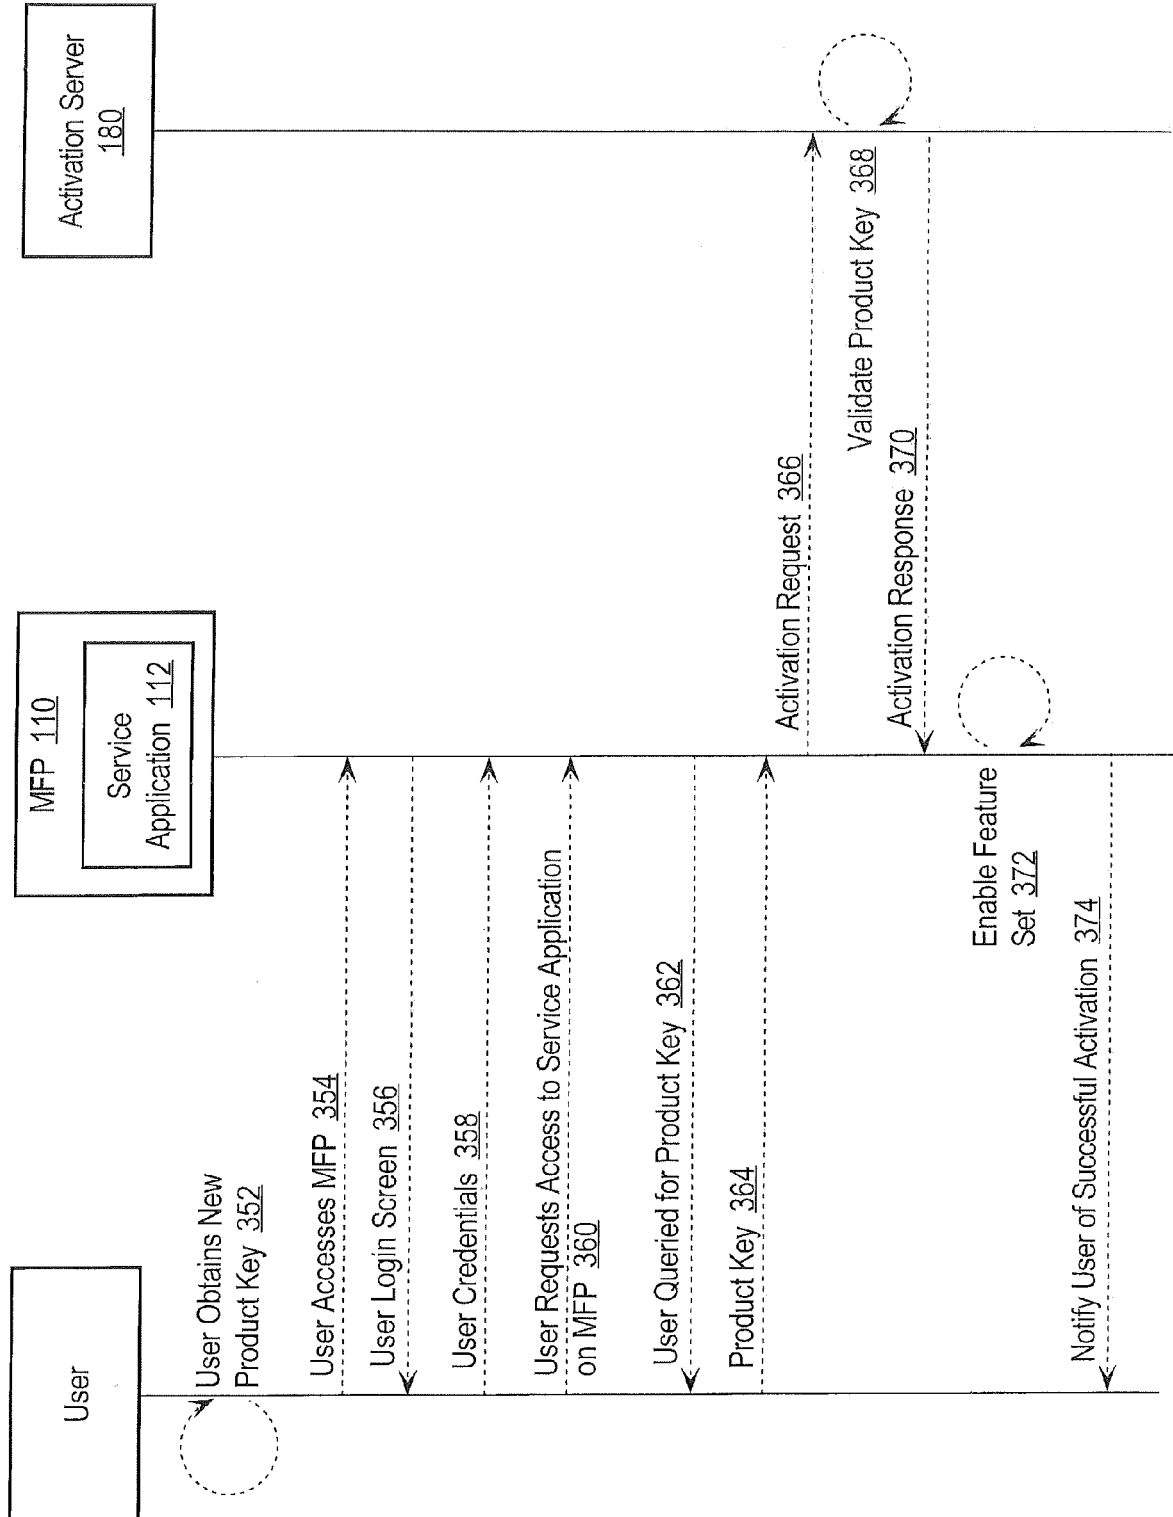 User
MFP 110
Service
Application 112
Activation Server
180
User Obtains New
Product Key 352
User Accesses MFP 354
User Login Screen 356
User Credentials 358
User Requests Access to Service Application
on MFP 360
User Queried for Product Key 362
Product Key 364
Activation Request 366
Validate Product Key 368
Activation Response 370
Enable Feature
Set 372
Notify User of Successful Activation 374